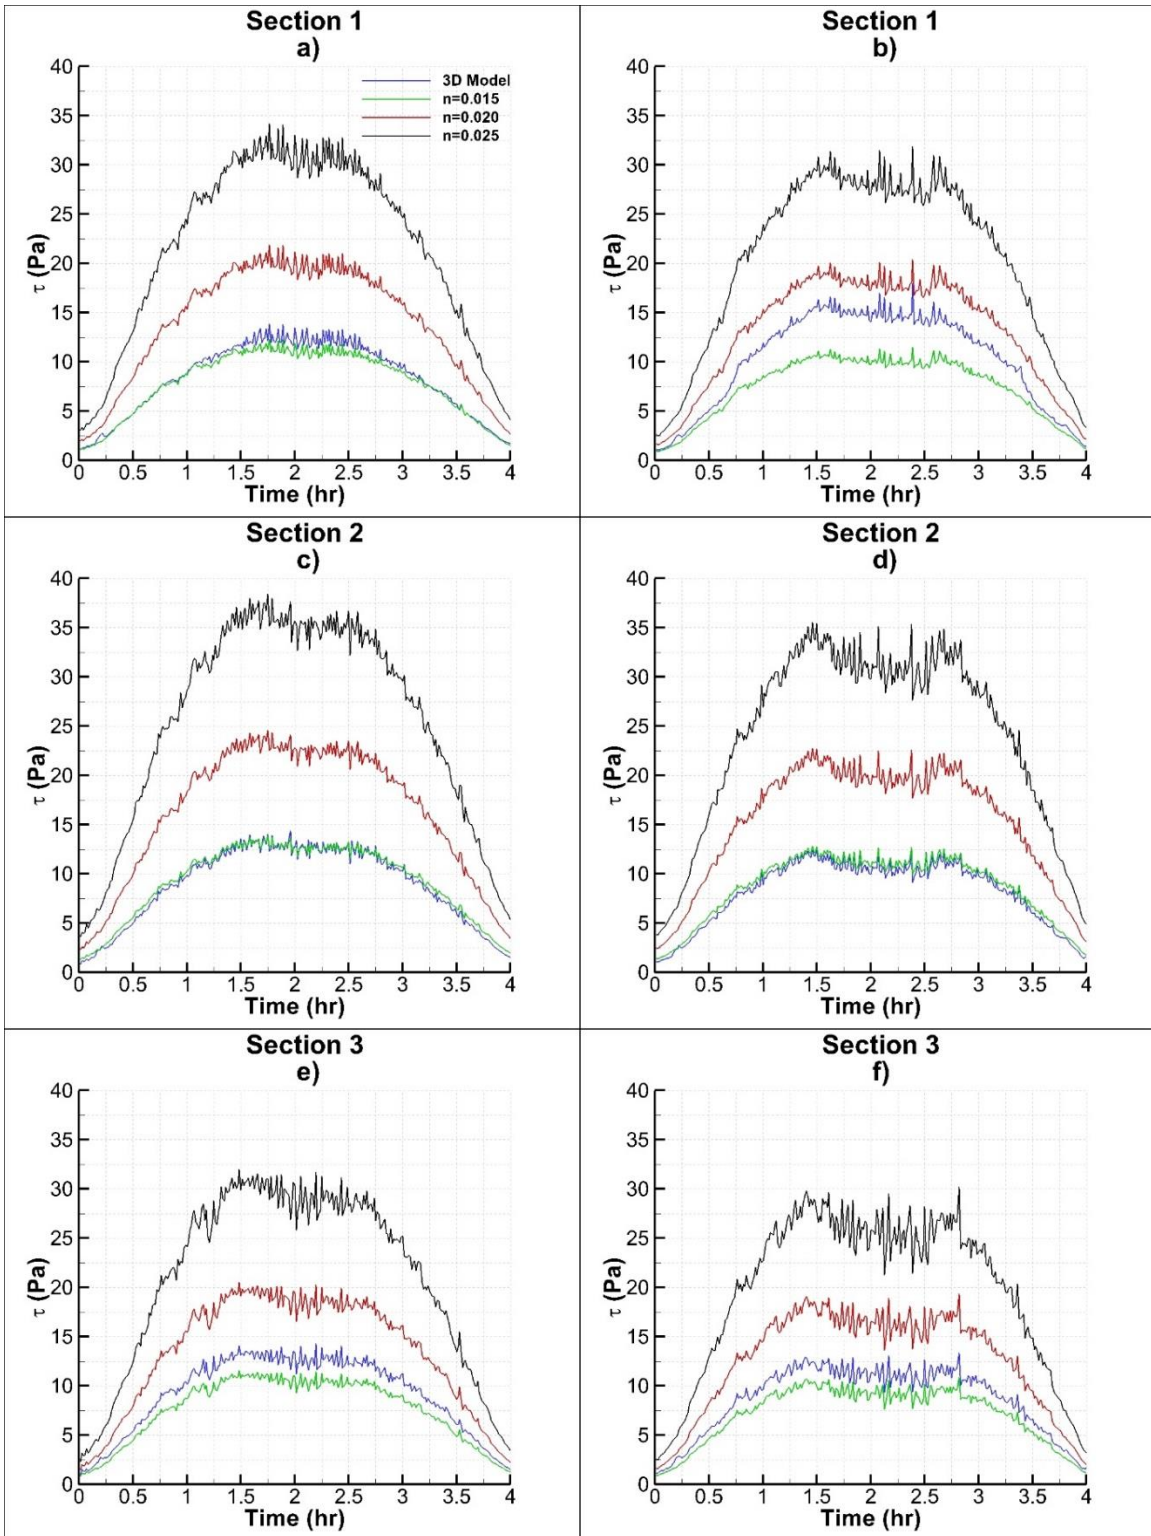 Section 1
a)
3D Model
n=0.015
n=0.020
n=0.025
40
35
30
25
20
15
10
5
0
τ (Pa)
0 0.5 1 1.5 2 2.5 3 3.5 4
Time (hr)
Section 1
b)
40
35
30
25
20
15
10
5
0
τ (Pa)
0 0.5 1 1.5 2 2.5 3 3.5 4
Time (hr)
Section 2
c)
40
35
30
25
20
15
10
5
0
τ (Pa)
0 0.5 1 1.5 2 2.5 3 3.5 4
Time (hr)
Section 2
d)
40
35
30
25
20
15
10
5
0
τ (Pa)
0 0.5 1 1.5 2 2.5 3 3.5 4
Time (hr)
Section 3
e)
40
35
30
25
20
15
10
5
0
τ (Pa)
0 0.5 1 1.5 2 2.5 3 3.5 4
Time (hr)
Section 3
f)
40
35
30
25
20
15
10
5
0
τ (Pa)
0 0.5 1 1.5 2 2.5 3 3.5 4
Time (hr)